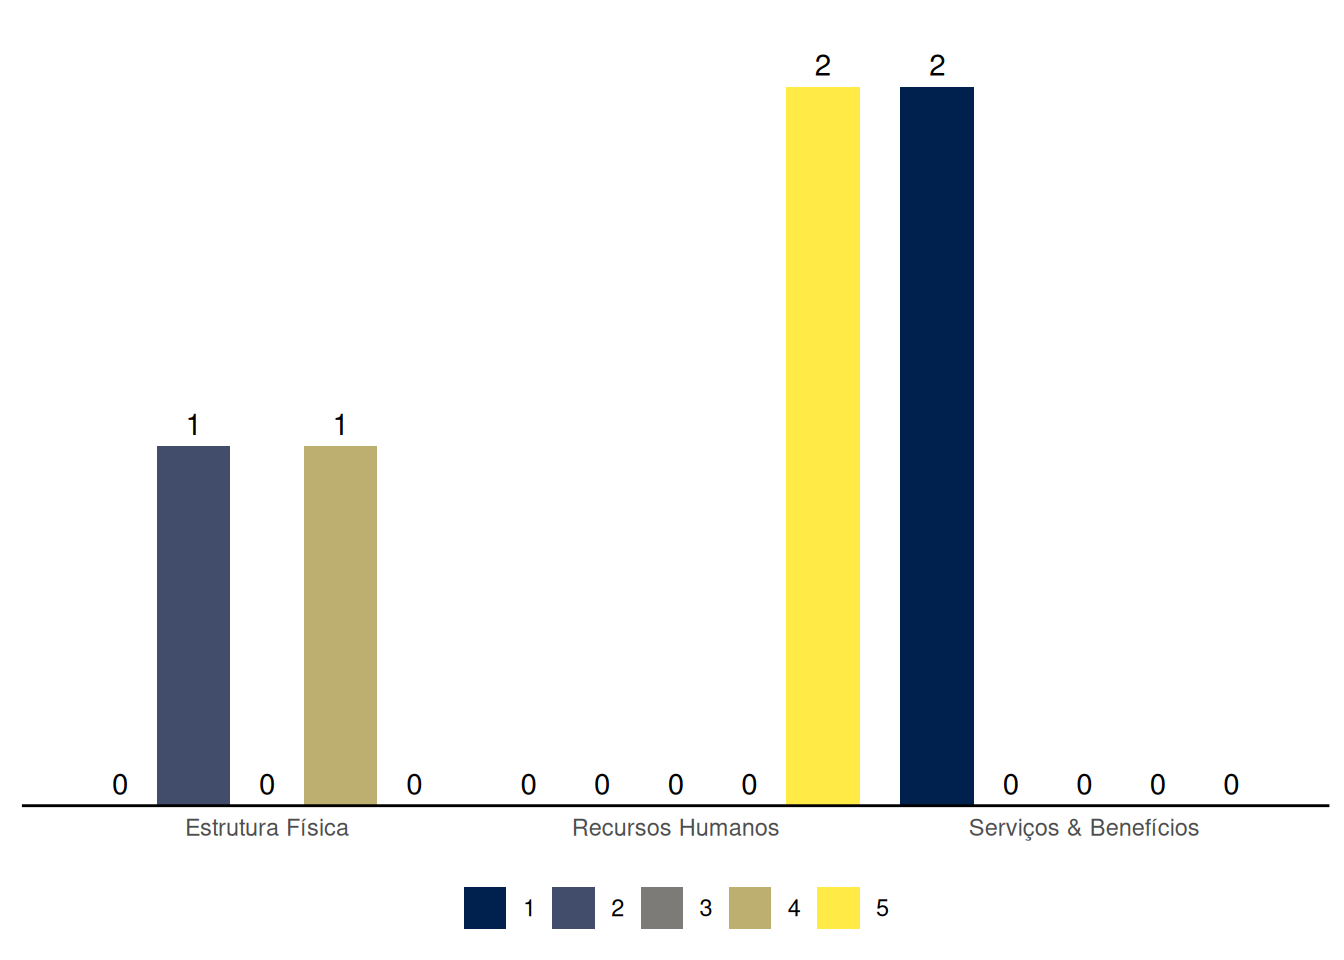 2 2
1 1
0 0 0 0 0 0 0 0 0 0 0
Estrutura Física Recursos Humanos Serviços & Benefícios
1 2 3 4 5